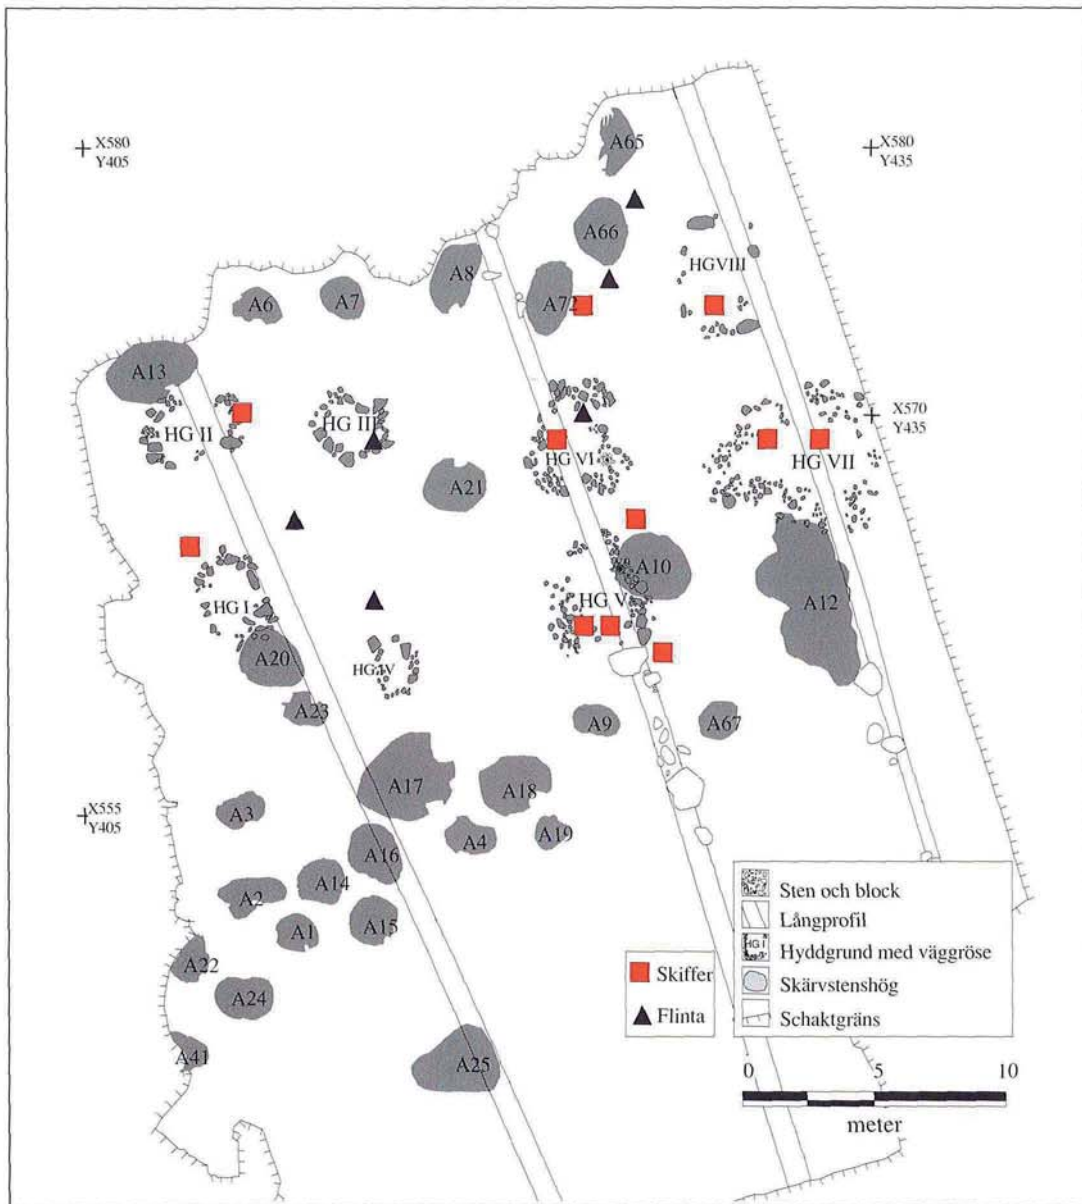 X580
Y405
A65
X580
Y435
A66
HGVIII
A8
A72
A6
A7
A13
HG II
HG III
X570
Y435
HG VI
HG VII
A21
A10
HG I
HG V
A12
A20
HG IV
A23
A9
A67
A17
A18
X555
Y405
A3
A4
A19
A16
A14
A2
A15
A1
A22
A24
A41
A25
Skiffer
Flinta
Sten och block
Långprofil
HG I
Hyddgrund med väggröse
Skärvstenshög
Schaktgräns
0 5 10
meter